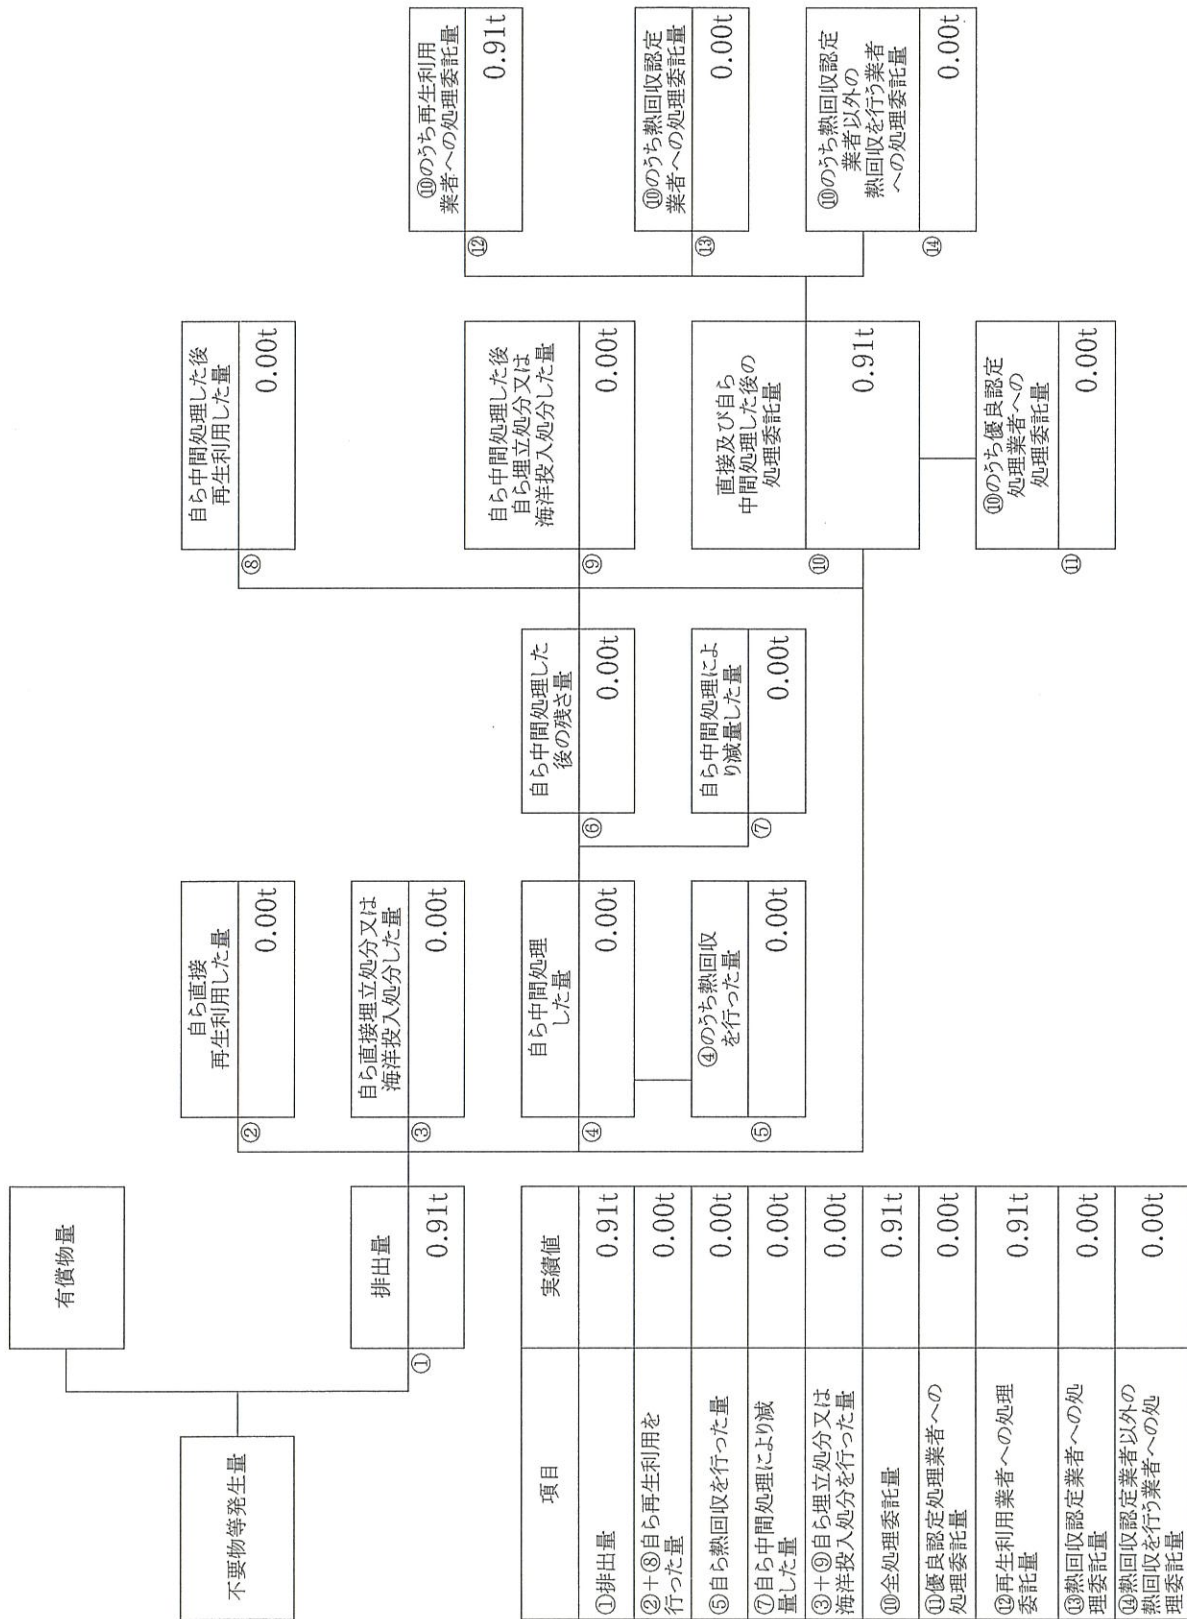 有償物量
不要物等発生量
排出量
①
0.91t
自ら直接
再生利用した量
②
0.00t
自ら直接埋立処分又は
海洋投入処分した量
③
0.00t
自ら中間処理
した量
④
0.00t
④のうち熱回収
を行った量
⑤
0.00t
自ら中間処理した
後の残さ量
⑥
0.00t
自ら中間処理によ
り減量した量
⑦
0.00t
自ら中間処理した後
再生利用した量
⑧
0.00t
自ら中間処理した後
自ら埋立処分又は
海洋投入処分した量
⑨
0.00t
直接及び自ら
中間処理した後の
処理委託量
⑩
0.91t
⑩のうち優良認定
処理業者への
処理委託量
⑪
0.00t
⑩のうち再生利用
業者への処理委託量
⑫
0.91t
⑩のうち熱回収認定
業者への処理委託量
⑬
0.00t
⑩のうち熱回収認定
業者以外の
熱回収を行う業者
への処理委託量
⑭
0.00t
項目 実績値
①排出量 0.91t
②+⑧自ら再生利用を
行った量 0.00t
⑤自ら熱回収を行った量 0.00t
⑦自ら中間処理により減
量した量 0.00t
③+⑨自ら埋立処分又は
海洋投入処分を行った量 0.00t
⑩全処理委託量 0.91t
⑪優良認定処理業者への
処理委託量 0.00t
⑫再生利用業者への処理
委託量 0.91t
⑬熱回収認定業者への処
理委託量 0.00t
⑭熱回収認定業者以外の
熱回収を行う業者への処
理委託量 0.00t